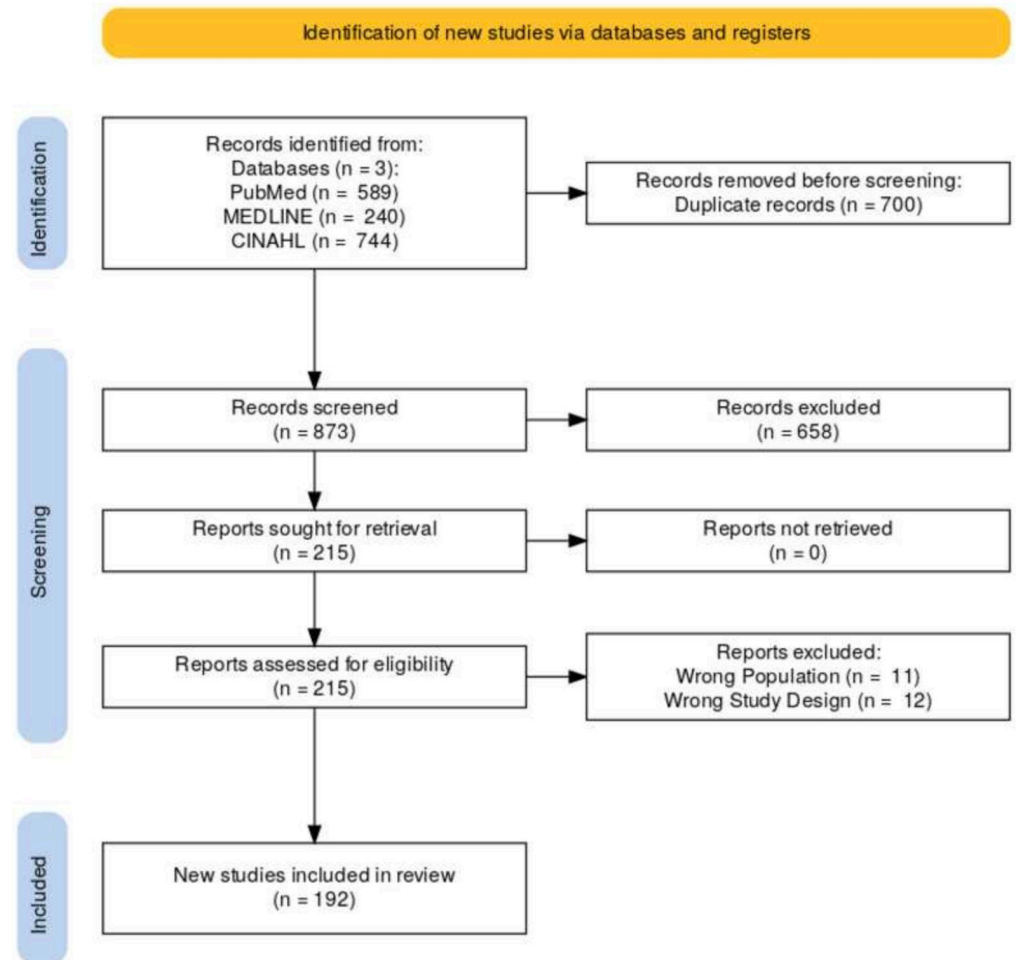 Identification of new studies via databases and registers
Identification
Records identified from:
Databases (n = 3):
PubMed (n = 589)
MEDLINE (n = 240)
CINAHL (n = 744)
Records removed before screening:
Duplicate records (n = 700)
Screening
Records screened
(n = 873)
Records excluded
(n = 658)
Reports sought for retrieval
(n = 215)
Reports not retrieved
(n = 0)
Reports assessed for eligibility
(n = 215)
Reports excluded:
Wrong Population (n = 11)
Wrong Study Design (n = 12)
Included
New studies included in review
(n = 192)